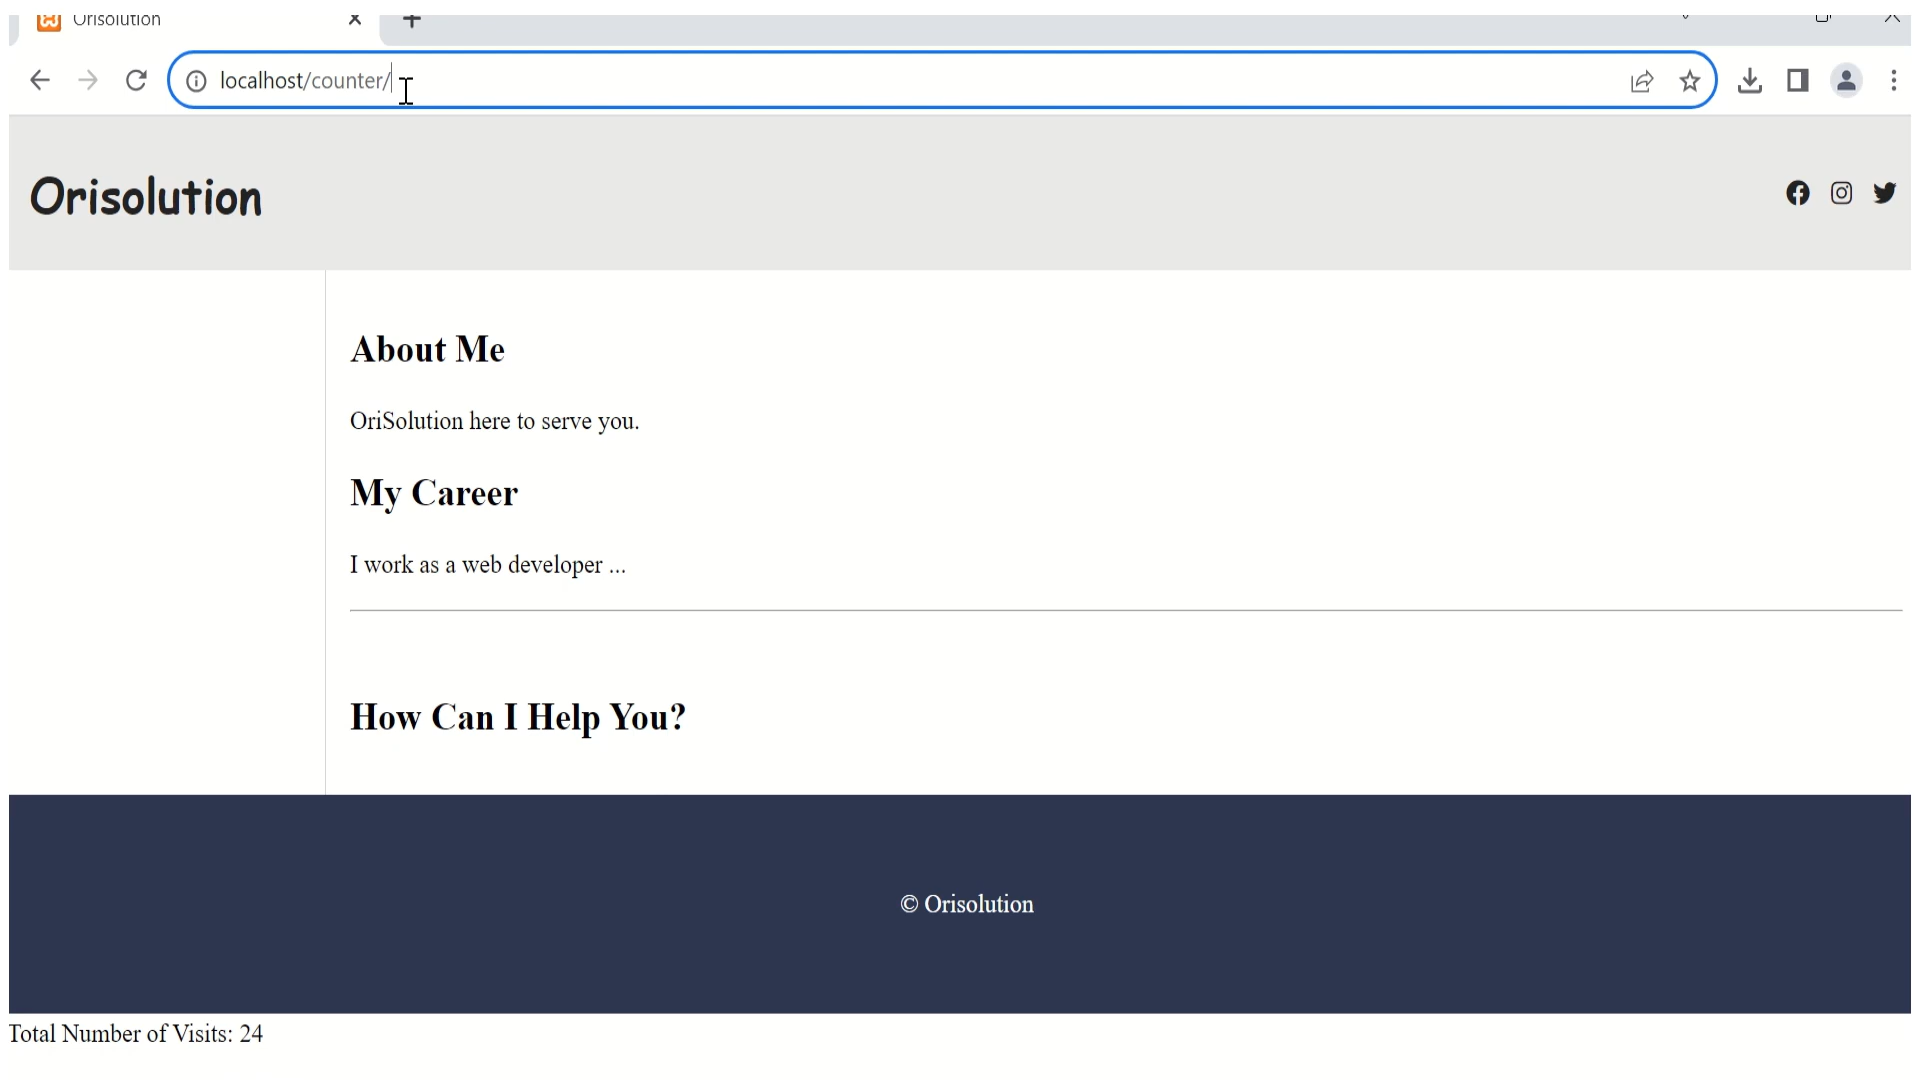 Orisolution
localhost/counter/
Orisolution
About Me
OriSolution here to serve you.
My Career
I work as a web developer ...
How Can I Help You?
© Orisolution
Total Number of Visits: 24